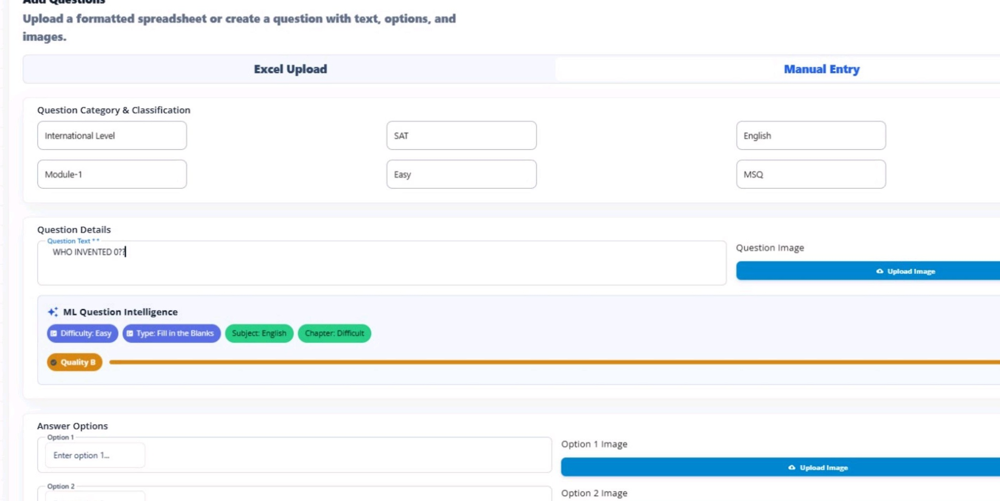 Add Questions
Upload a formatted spreadsheet or create a question with text, options, and
images.
Excel Upload
Manual Entry
Question Category & Classification
International Level
SAT
English
Module-1
Easy
MSQ
Question Details
Question Text * *
WHO INVENTED 0??
Question Image
Upload Image
ML Question Intelligence
Difficulty: Easy
Type: Fill in the Blanks
Subject: English
Chapter: Difficult
Quality B
Answer Options
Option 1
Enter option 1...
Option 1 Image
Upload Image
Option 2
Option 2 Image